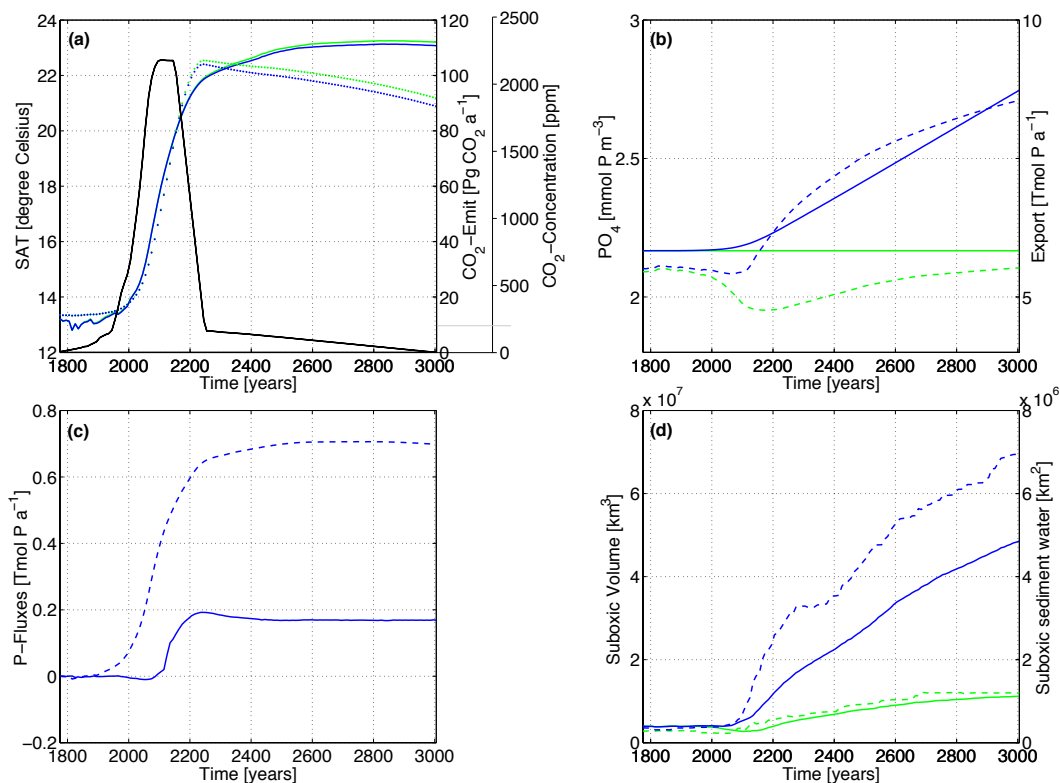 (a)
24
22
20
18
16
14
12
SAT [degree Celsius]
120
100
80
60
40
20
0
CO2−Emit [Pg CO2 a−1]
2500
2000
1500
1000
500
0
CO2−Concentration [ppm]
1800 2000 2200 2400 2600 2800 3000
Time [years]
(b)
3
2.5
2
PO4 [mmol P m−3]
10
5
Export [Tmol P a−1]
1800 2000 2200 2400 2600 2800 3000
Time [years]
(c)
0.8
0.6
0.4
0.2
0
−0.2
P−Fluxes [Tmol P a−1]
1800 2000 2200 2400 2600 2800 3000
Time [years]
(d)
x 10^7
8
6
4
2
0
Suboxic Volume [km3]
x 10^6
8
6
4
2
0
Suboxic sediment water [km2]
1800 2000 2200 2400 2600 2800 3000
Time [years]